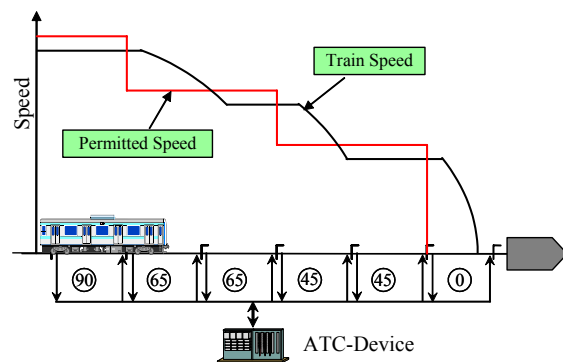 Train Speed
Speed
Permitted Speed
90 65 65 45 45 0
ATC-Device